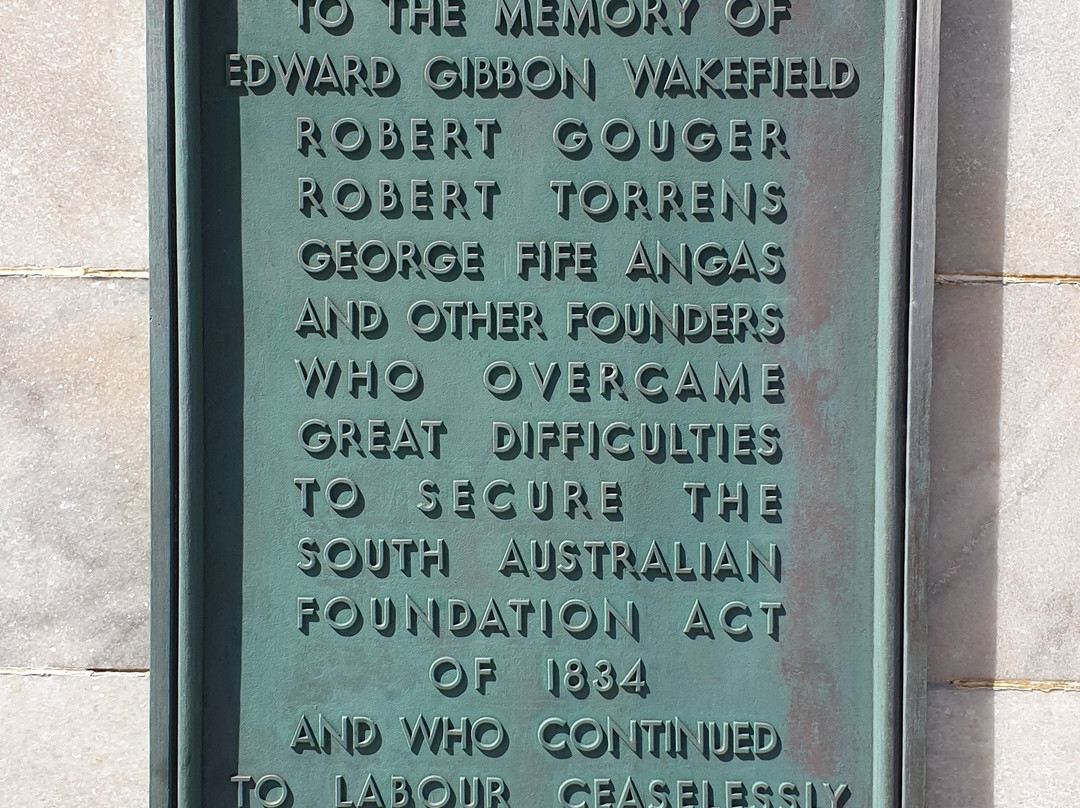 TO THE MEMORY OF
EDWARD GIBBON WAKEFIELD
ROBERT GOUGER
ROBERT TORRENS
GEORGE FIFE ANGAS
AND OTHER FOUNDERS
WHO OVERCAME
GREAT DIFFICULTIES
TO SECURE THE
SOUTH AUSTRALIAN
FOUNDATION ACT
OF 1834
AND WHO CONTINUED
TO LABOUR CEASELESSLY